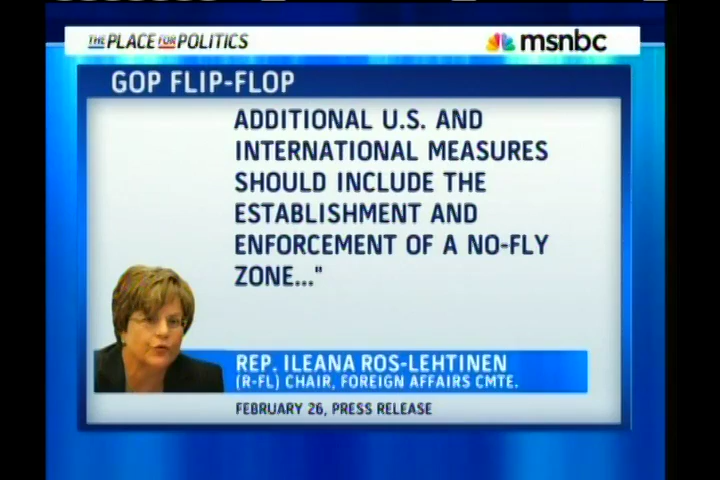 THE PLACE FOR POLITICS
msnbc
GOP FLIP-FLOP
ADDITIONAL U.S. AND
INTERNATIONAL MEASURES
SHOULD INCLUDE THE
ESTABLISHMENT AND
ENFORCEMENT OF A NO-FLY
ZONE..."
REP. ILEANA ROS-LEHTINEN
(R-FL) CHAIR, FOREIGN AFFAIRS CMTE.
FEBRUARY 26, PRESS RELEASE